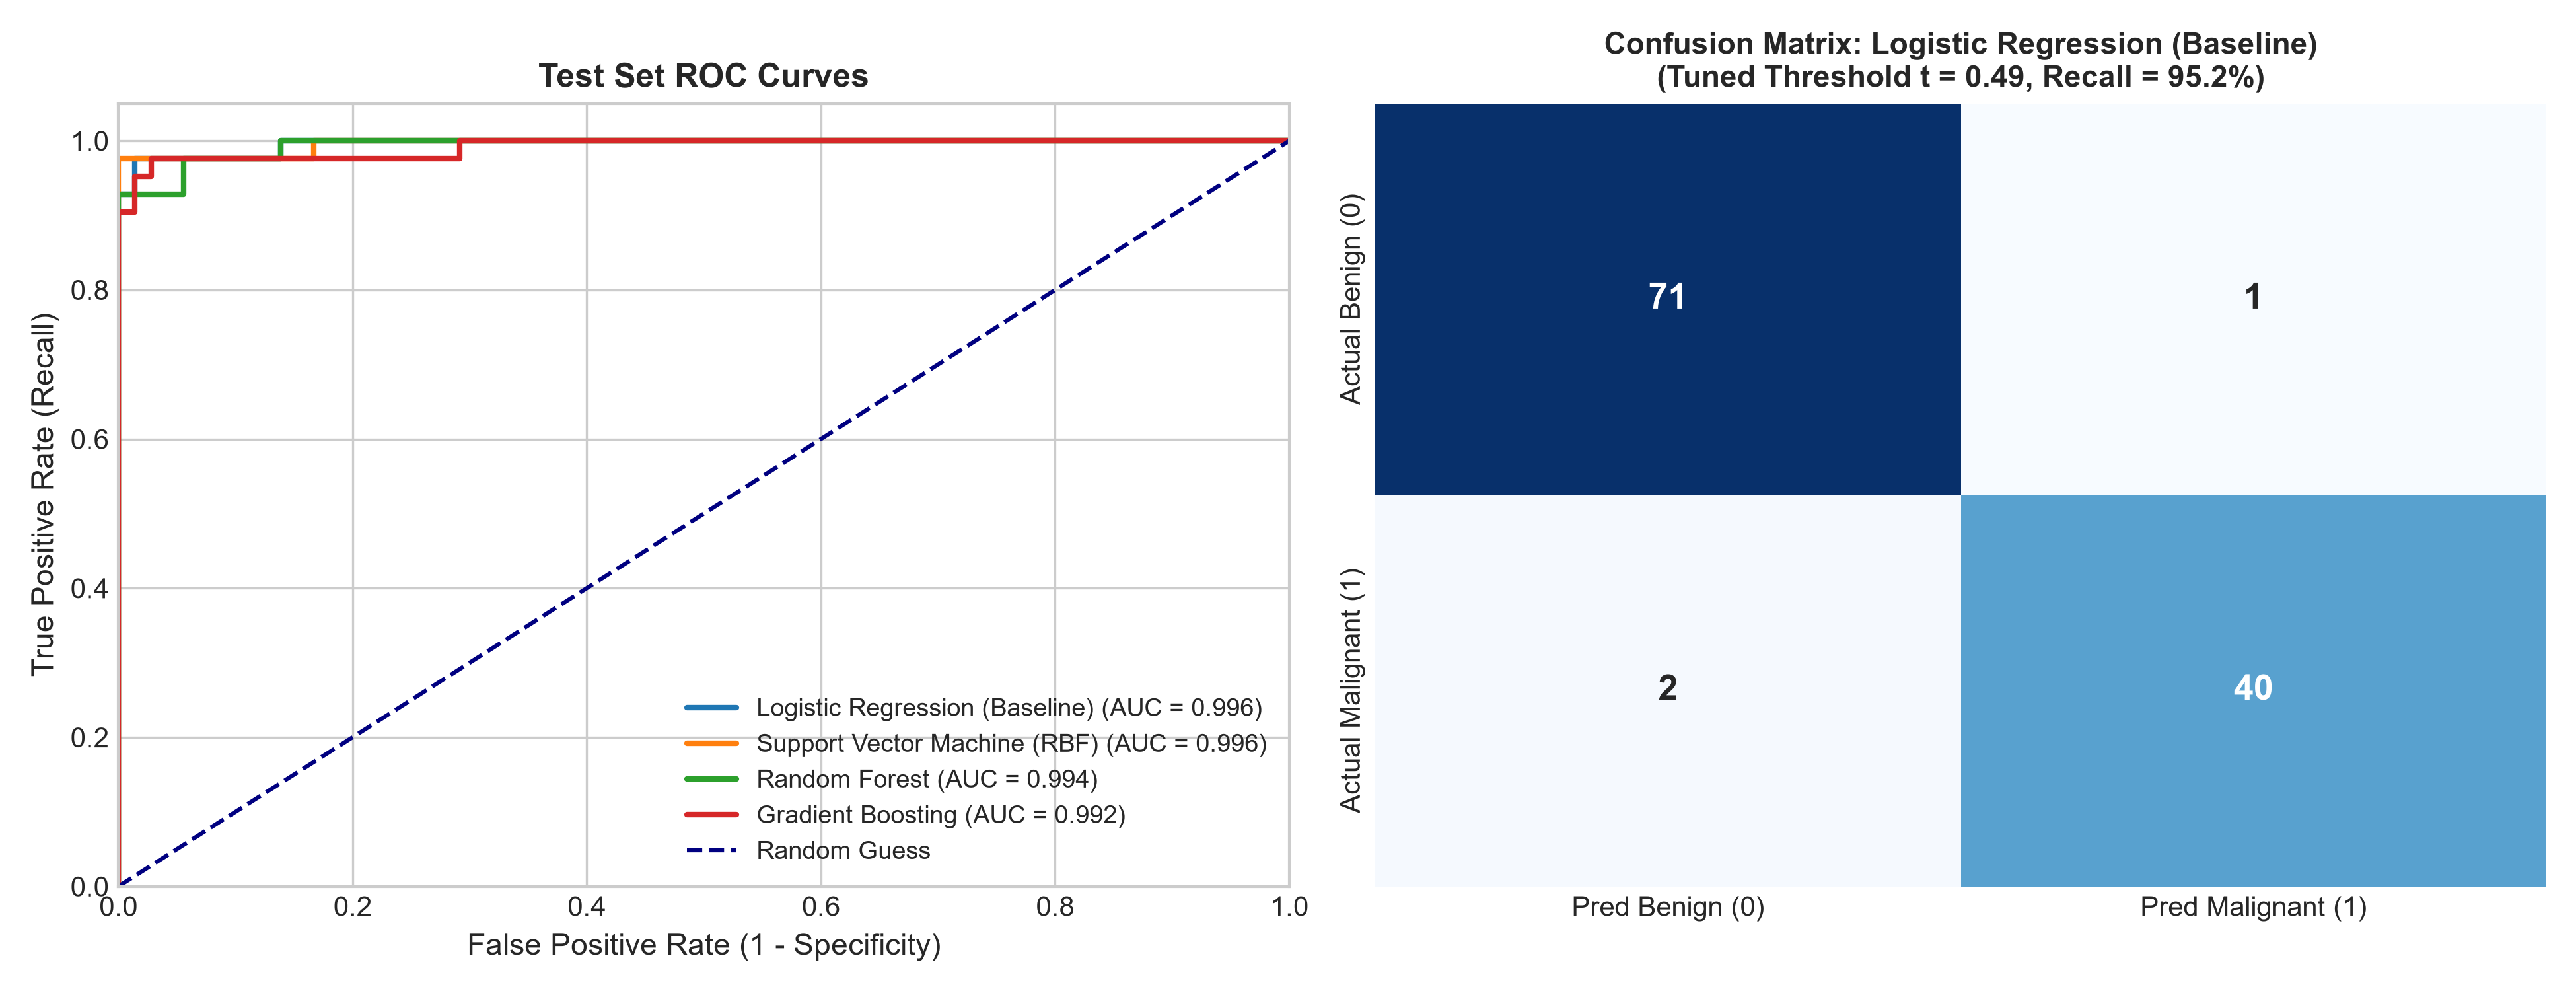 Test Set ROC Curves
True Positive Rate (Recall)
1.0
0.8
0.6
0.4
0.2
0.0
0.0 0.2 0.4 0.6 0.8 1.0
False Positive Rate (1 - Specificity)
Logistic Regression (Baseline) (AUC = 0.996)
Support Vector Machine (RBF) (AUC = 0.996)
Random Forest (AUC = 0.994)
Gradient Boosting (AUC = 0.992)
Random Guess
Confusion Matrix: Logistic Regression (Baseline)
(Tuned Threshold t = 0.49, Recall = 95.2%)
Actual Benign (0)
71 1
Actual Malignant (1)
2 40
Pred Benign (0) Pred Malignant (1)